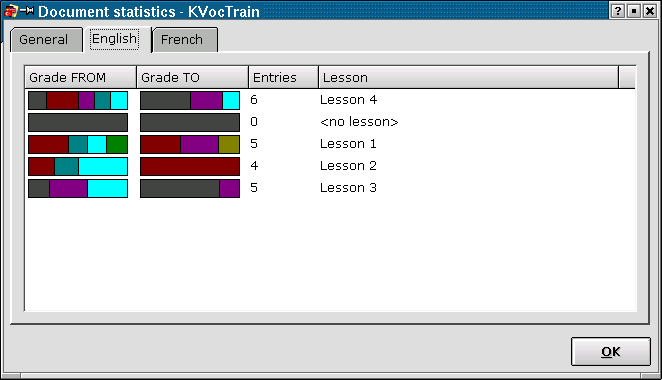 Document statistics - KVocTrain
General English French
Grade FROM Grade TO Entries Lesson
6 Lesson 4
0 <no lesson>
5 Lesson 1
4 Lesson 2
5 Lesson 3
OK